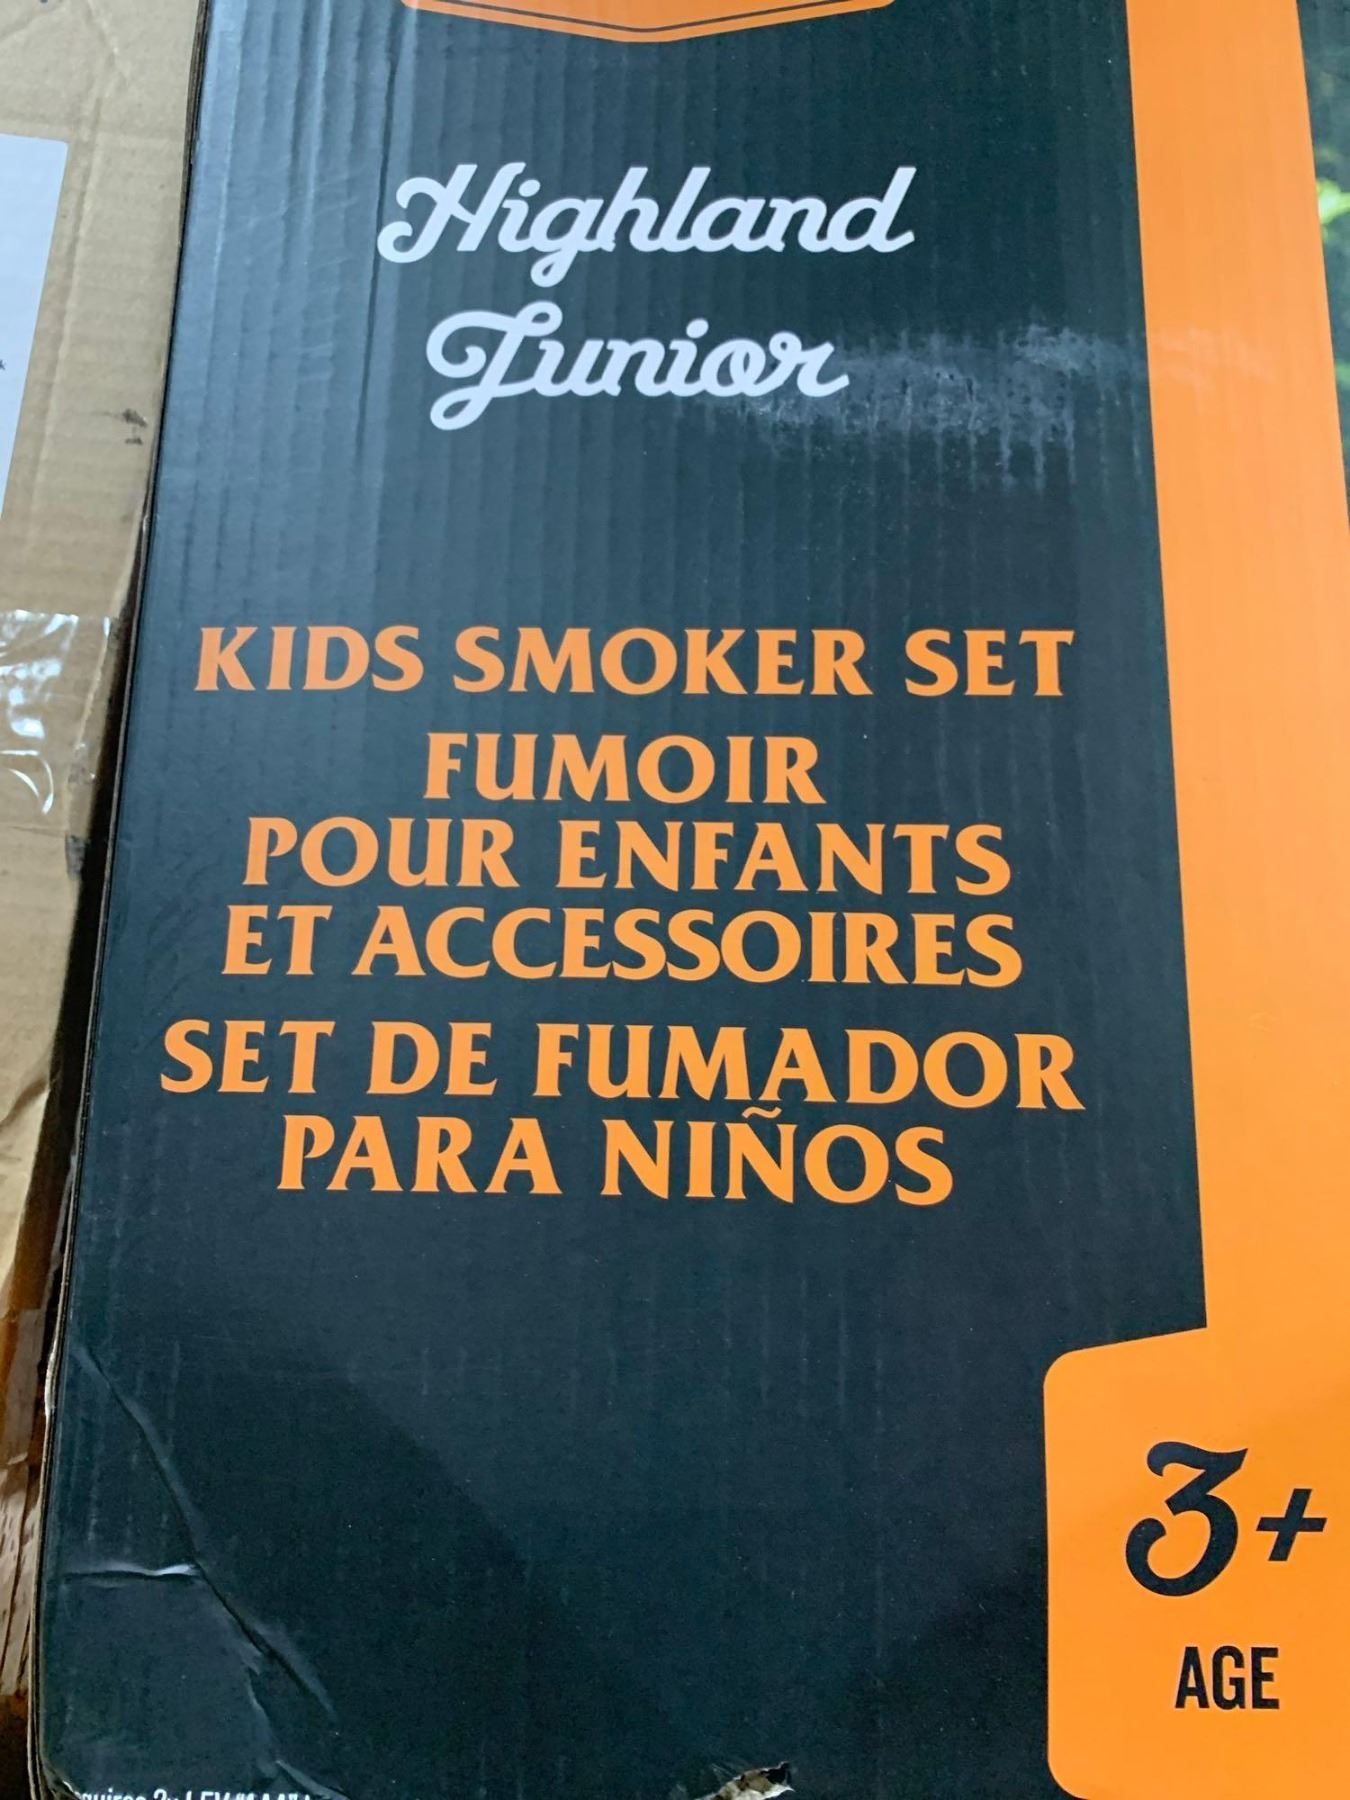 Highland
Junior
KIDS SMOKER SET
FUMOIR
POUR ENFANTS
ET ACCESSOIRES
SET DE FUMADOR
PARA NIÑOS
3+
AGE